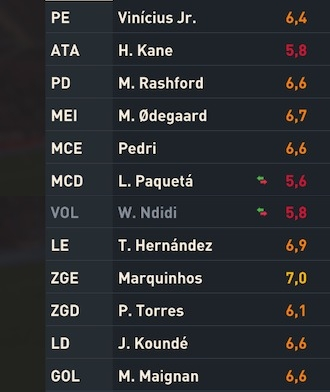 PE Vinícius Jr. 6,4
ATA H. Kane 5,8
PD M. Rashford 6,6
MEI M. Ødegaard 6,7
MCE Pedri 6,6
MCD L. Paquetá 5,6
VOL W. Ndidi 5,8
LE T. Hernández 6,9
ZGE Marquinhos 7,0
ZGD P. Torres 6,1
LD J. Koundé 6,6
GOL M. Maignan 6,6